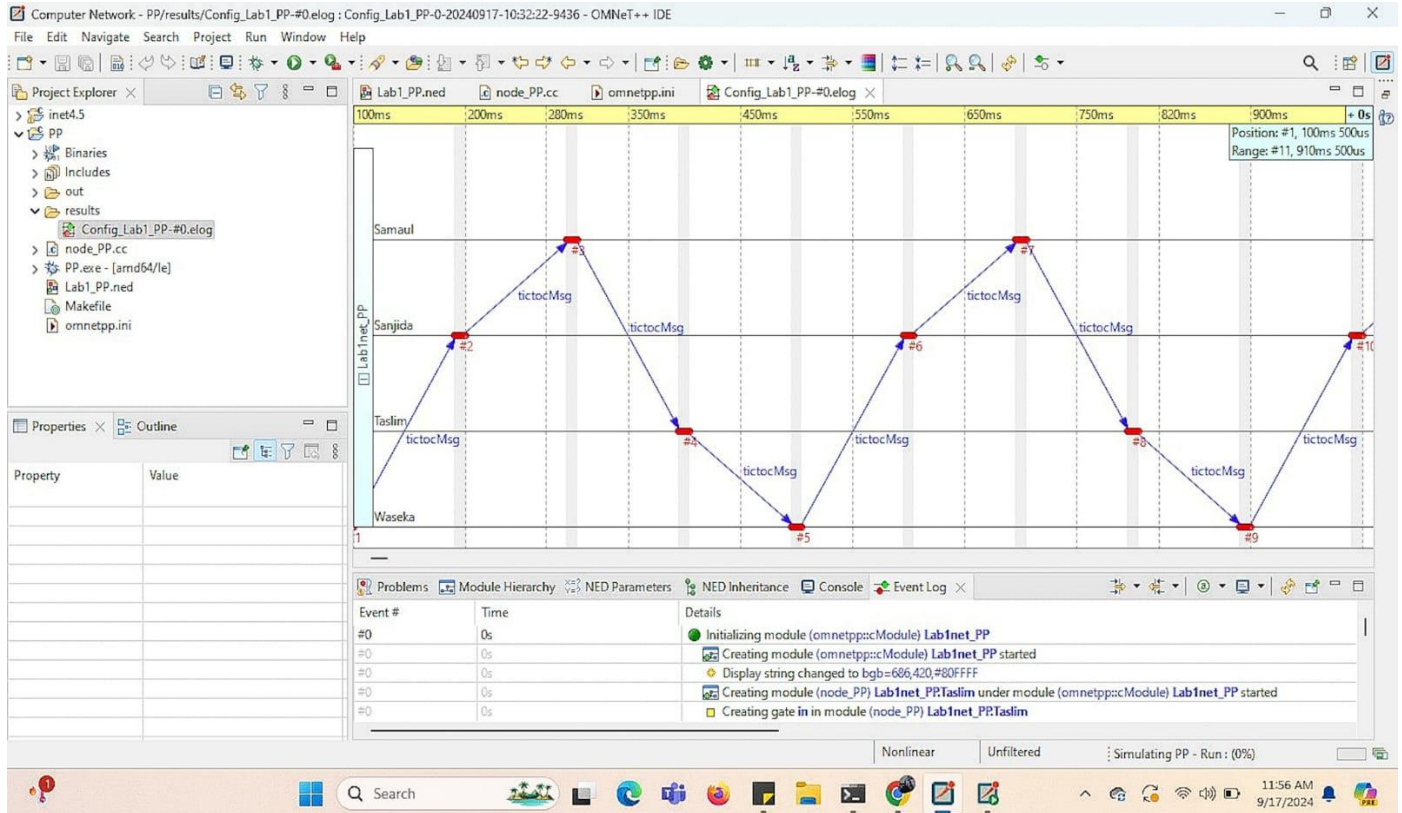 Computer Network - PP/results/Config_Lab1_PP-#0.elog : Config_Lab1_PP-0-20240917-10:32:22-9436 - OMNeT++ IDE
File Edit Navigate Search Project Run Window Help
Project Explorer
inet4.5
PP
Binaries
Includes
out
results
Config_Lab1_PP-#0.elog
node_PP.cc
PP.exe - [amd64/le]
Lab1_PP.ned
Makefile
omnetpp.ini
Properties Outline
Property Value
Lab1_PP.ned node_PP.cc omnetpp.ini Config_Lab1_PP-#0.elog
100ms 200ms 280ms 350ms 450ms 550ms 650ms 750ms 820ms 900ms + 0s
Position: #1, 100ms 500us
Range: #11, 910ms 500us
Lab1net_PP
Samaul
#3 #7
tictocMsg tictocMsg
Sanjida tictocMsg tictocMsg
#2 #6 #10
Taslim
tictocMsg #4 tictocMsg #8 tictocMsg
tictocMsg tictocMsg
Waseka
1 #5 #9
Problems Module Hierarchy NED Parameters NED Inheritance Console Event Log
Event # Time Details
#0 0s Initializing module (omnetpp::cModule) Lab1net_PP
#0 0s Creating module (omnetpp::cModule) Lab1net_PP started
#0 0s Display string changed to bgb=686,420,#80FFFF
#0 0s Creating module (node_PP) Lab1net_PP.Taslim under module (omnetpp::cModule) Lab1net_PP started
#0 0s Creating gate in in module (node_PP) Lab1net_PP.Taslim
Nonlinear Unfiltered Simulating PP - Run : (0%)
1
Search
11:56 AM
9/17/2024
PRE